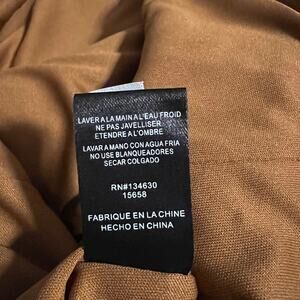 LAVER A LA MAIN A L'EAU FROID
NE PAS JAVELLISER
ETENDRE A L'OMBRE
LAVAR A MANO CON AGUA FRIA
NO USE BLANQUEADORES
SECAR COLGADO
RN#134630
15658
FABRIQUE EN LA CHINE
HECHO EN CHINA